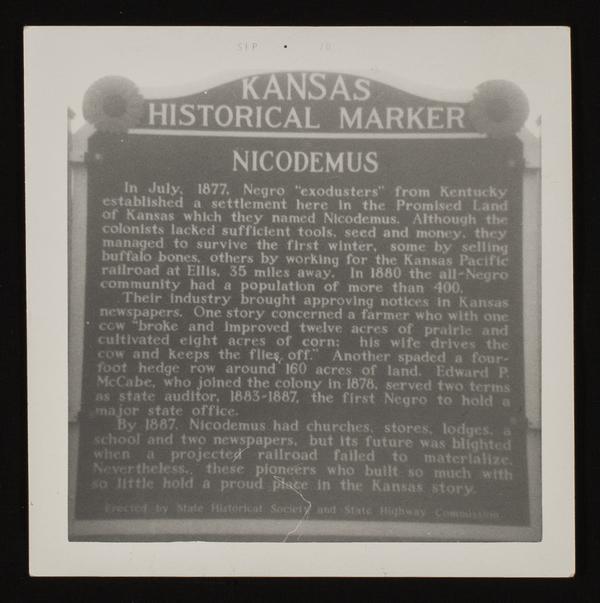 SEP • 70
KANSAS
HISTORICAL MARKER
NICODEMUS
In July, 1877, Negro "exodusters" from Kentucky
established a settlement here in the Promised Land
of Kansas which they named Nicodemus. Although the
colonists lacked sufficient tools, seed and money, they
managed to survive the first winter, some by selling
buffalo bones, others by working for the Kansas Pacific
railroad at Ellis, 35 miles away. In 1880 the all-Negro
community had a population of more than 400.
Their industry brought approving notices in Kansas
newspapers. One story concerned a farmer who with one
cow "broke and improved twelve acres of prairie and
cultivated eight acres of corn; his wife drives the
cow and keeps the flies off." Another spaded a four-
foot hedge row around 160 acres of land. Edward P.
McCabe, who joined the colony in 1878, served two terms
as state auditor, 1883-1887, the first Negro to hold a
major state office.
By 1887, Nicodemus had churches, stores, lodges, a
school and two newspapers, but its future was blighted
when a projected railroad failed to materialize.
Nevertheless, these pioneers who built so much with
so little hold a proud place in the Kansas story.
Erected by State Historical Society and State Highway Commission